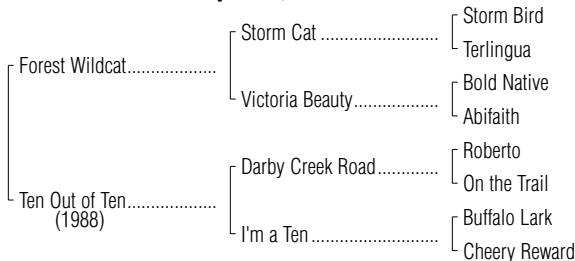 Storm Bird
Storm Cat ......................
Terlingua
Forest Wildcat...................
Bold Native
Victoria Beauty..................
Abifaith
Roberto
Darby Creek Road.............
On the Trail
Ten Out of Ten...................
(1988)
Buffalo Lark
I'm a Ten ..........................
Cheery Reward